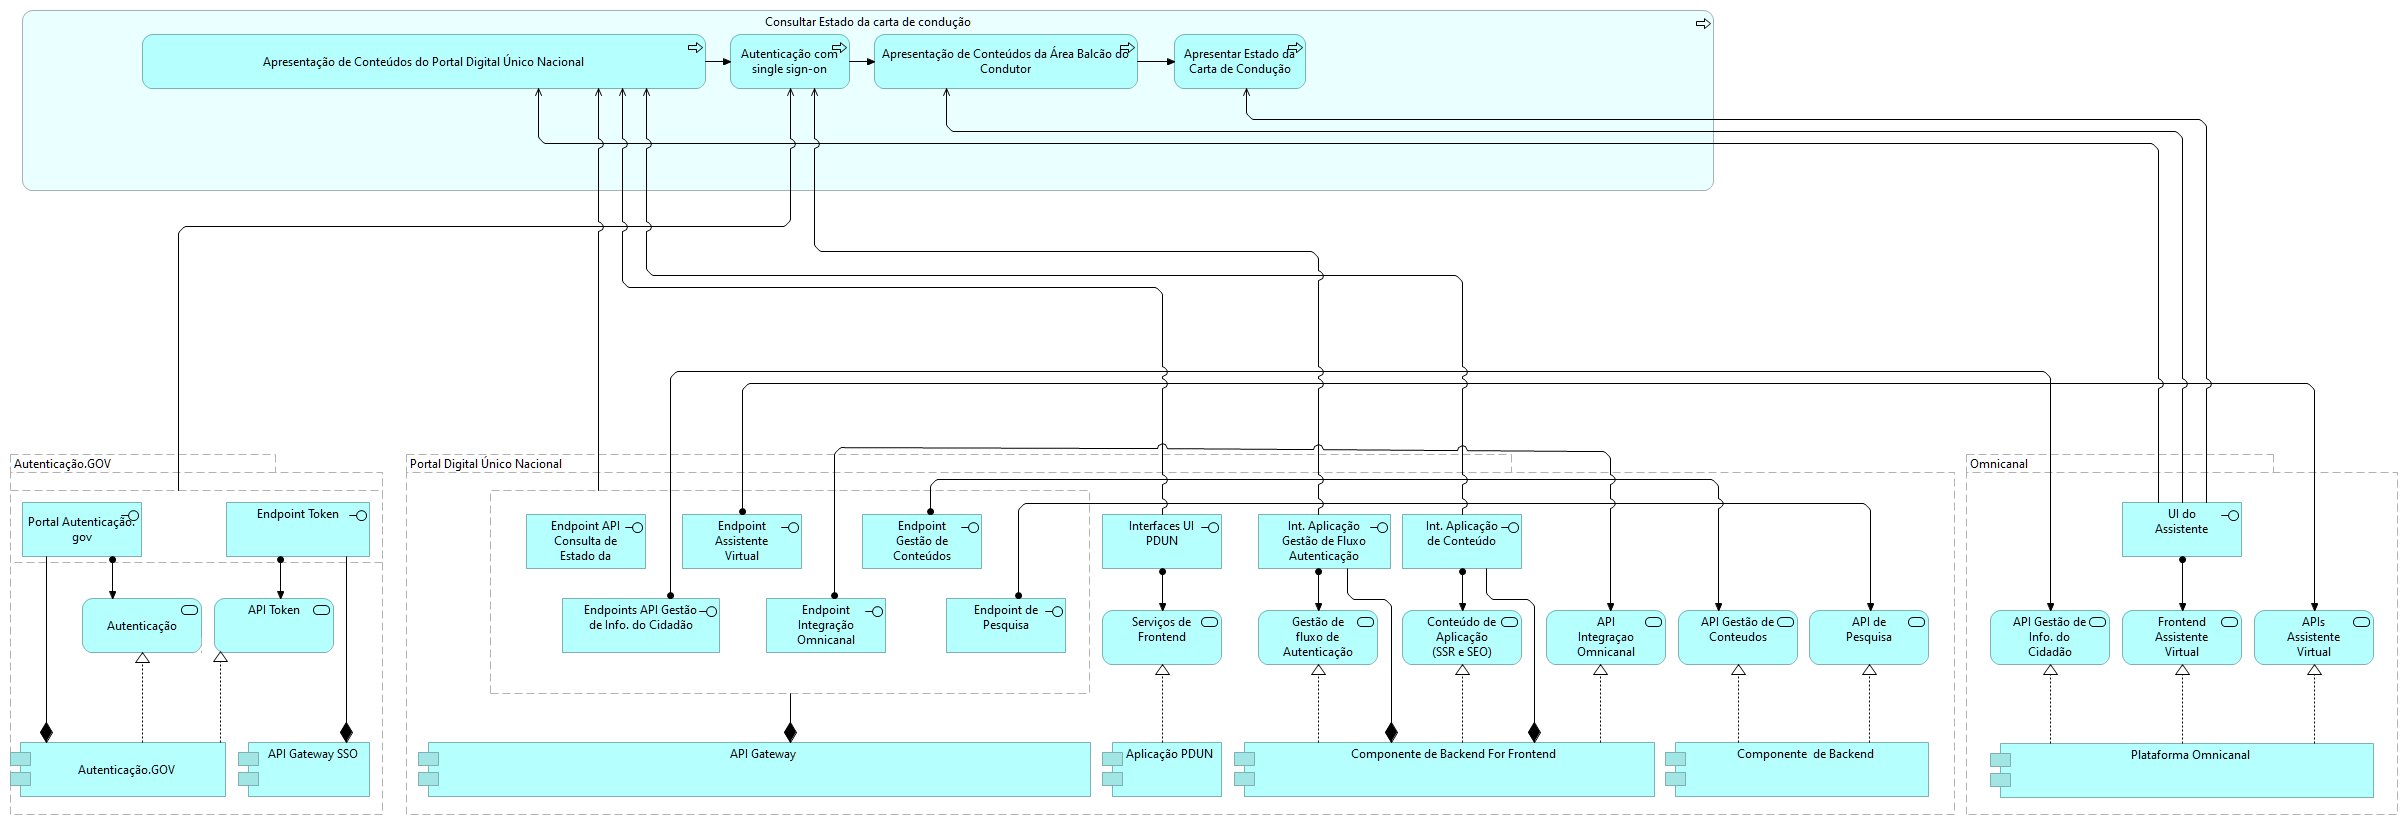 Consultar Estado da carta de condução
Apresentação de Conteúdos do Portal Digital Único Nacional
Autenticação com
single sign-on
Apresentação de Conteúdos da Área Balcão do
Condutor
Apresentar Estado da
Carta de Condução
Autenticação.GOV
Portal Autenticação.
gov
Endpoint Token
Autenticação
API Token
Autenticação.GOV
API Gateway SSO
Portal Digital Único Nacional
Endpoint API
Consulta de
Estado da
Endpoint
Assistente
Virtual
Endpoint
Gestão de
Conteúdos
Endpoints API Gestão
de Info. do Cidadão
Endpoint
Integração
Omnicanal
Endpoint de
Pesquisa
Interfaces UI
PDUN
Int. Aplicação
Gestão de Fluxo
Autenticação
Int. Aplicação
de Conteúdo
Serviços de
Frontend
Gestão de
fluxo de
Autenticação
Conteúdo de
Aplicação
(SSR e SEO)
API
Integraçao
Omnicanal
API Gestão de
Conteudos
API de
Pesquisa
API Gateway
Aplicação PDUN
Componente de Backend For Frontend
Componente  de Backend
Omnicanal
UI do
Assistente
API Gestão de
Info. do
Cidadão
Frontend
Assistente
Virtual
APIs
Assistente
Virtual
Plataforma Omnicanal